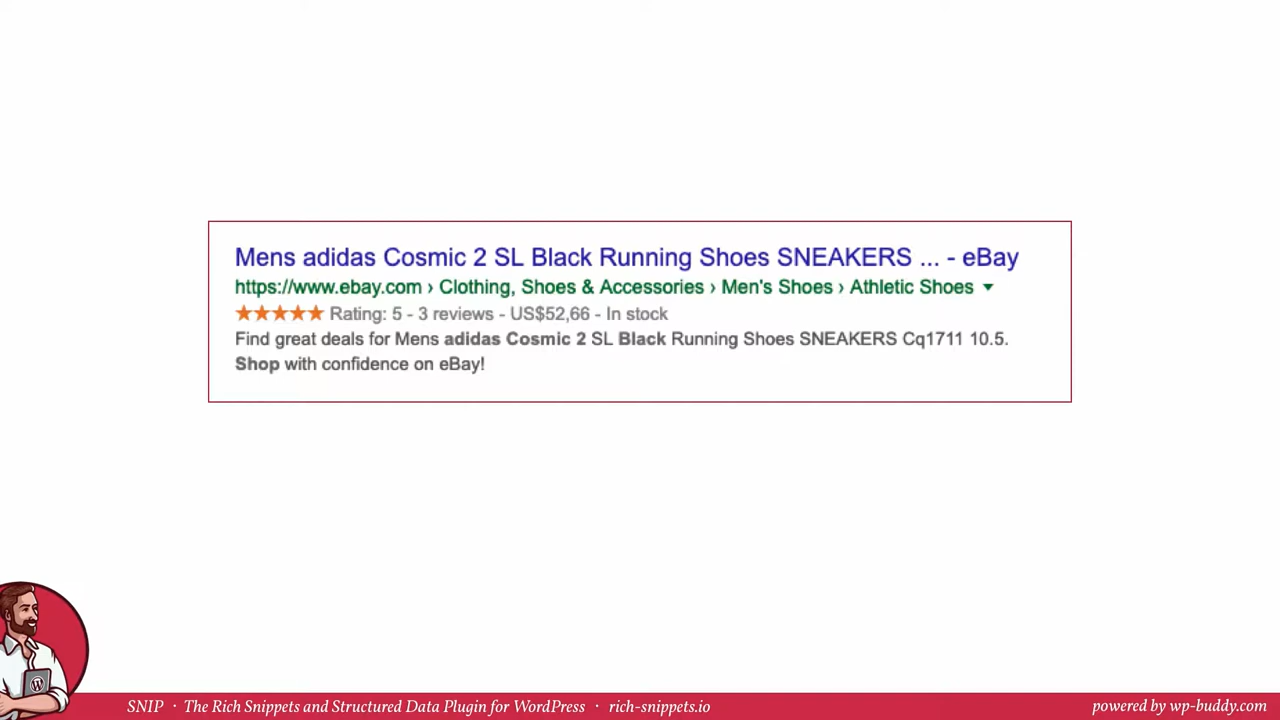 Mens adidas Cosmic 2 SL Black Running Shoes SNEAKERS ... - eBay
https://www.ebay.com › Clothing, Shoes & Accessories › Men's Shoes › Athletic Shoes
Rating: 5 - 3 reviews - US$52,66 - In stock
Find great deals for Mens adidas Cosmic 2 SL Black Running Shoes SNEAKERS Cq1711 10.5.
Shop with confidence on eBay!
SNIP · The Rich Snippets and Structured Data Plugin for WordPress · rich-snippets.io
powered by wp-buddy.com